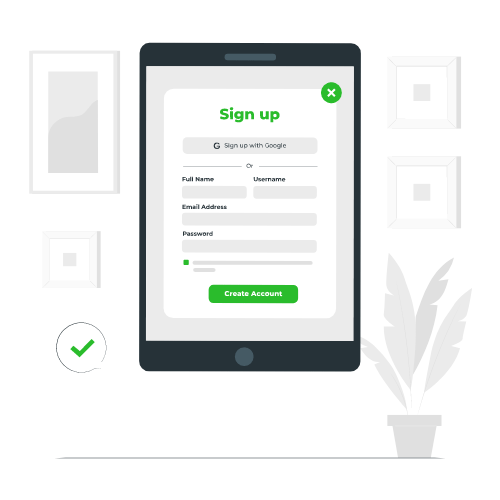 Sign up
G Sign up with Google
Or
Full Name Username
Email Address
Password
Create Account